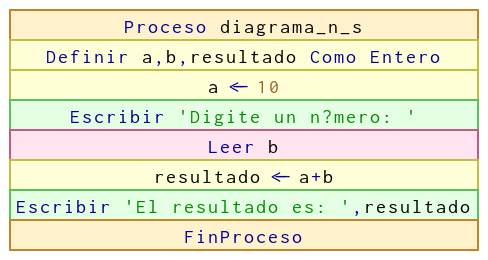 Proceso diagrama_n_s
Definir a,b,resultado Como Entero
a ← 10
Escribir 'Digite un n?mero: '
Leer b
resultado ← a+b
Escribir 'El resultado es: ',resultado
FinProceso